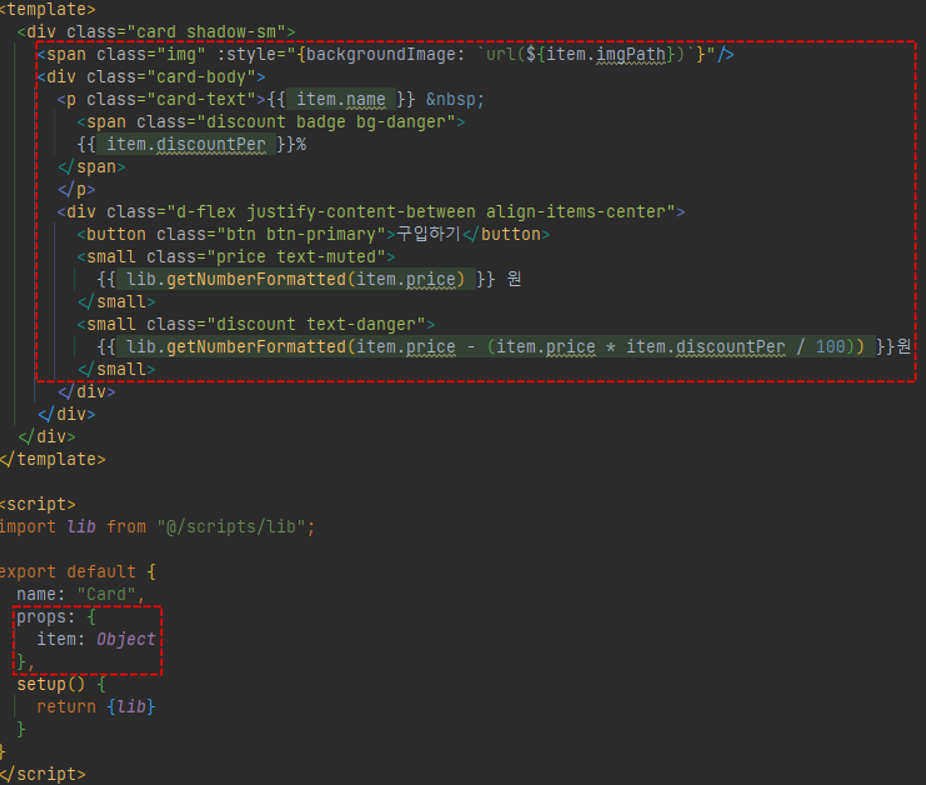 <template>
<div class="card shadow-sm">
<span class="img" :style="{backgroundImage: `url(${item.imgPath})`}"/>
<div class="card-body">
<p class="card-text">{{ item.name }} &nbsp;
<span class="discount badge bg-danger">
{{ item.discountPer }}%
</span>
</p>
<div class="d-flex justify-content-between align-items-center">
<button class="btn btn-primary">구입하기</button>
<small class="price text-muted">
{{ lib.getNumberFormatted(item.price) }} 원
</small>
<small class="discount text-danger">
{{ lib.getNumberFormatted(item.price - (item.price * item.discountPer / 100)) }}원
</small>
</div>
</div>
</div>
</template>
<script>
import lib from "@/scripts/lib";
export default {
name: "Card",
props: {
item: Object
},
setup() {
return {lib}
}
}
</script>